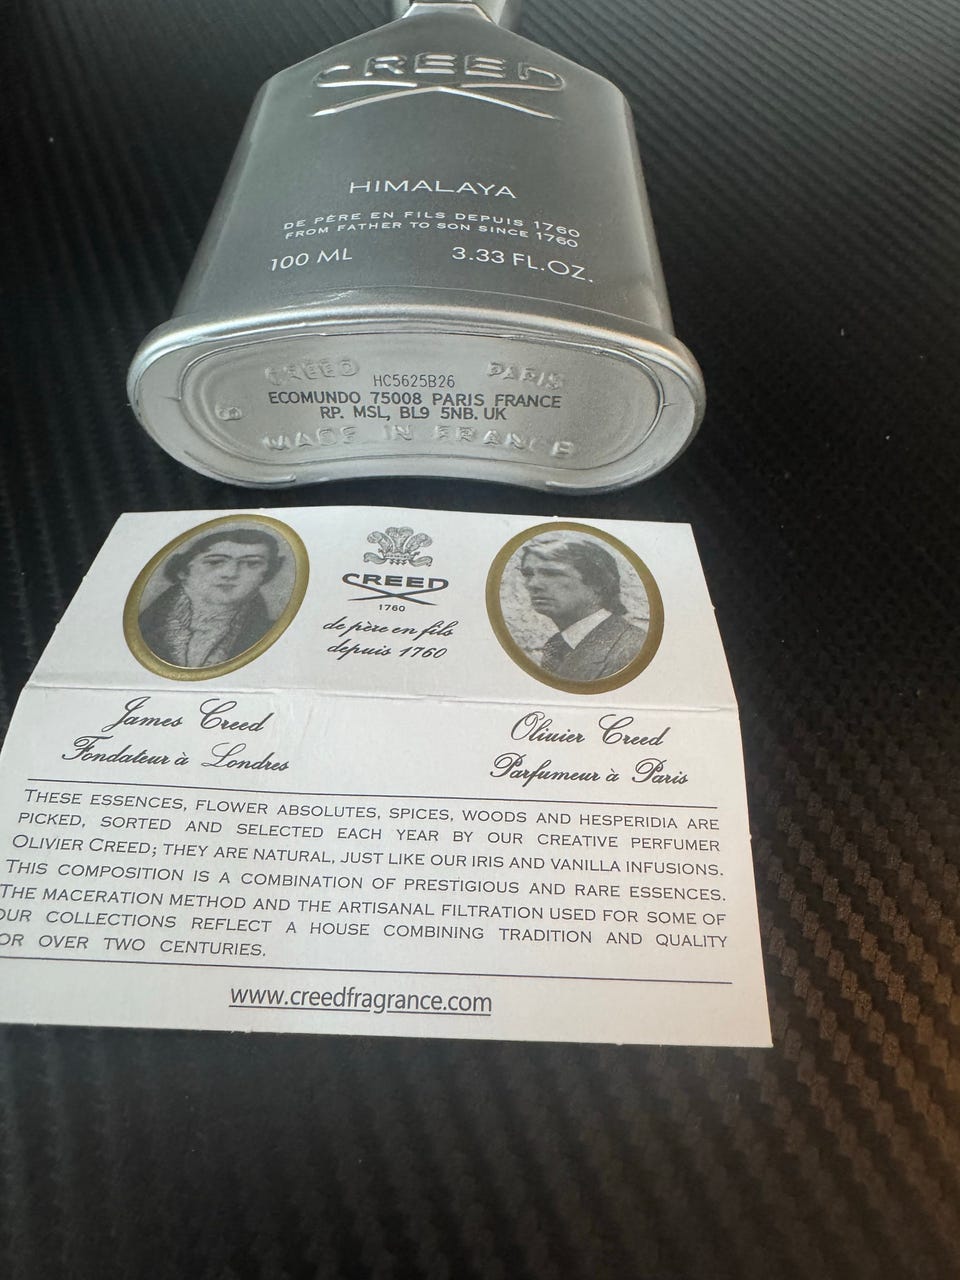 CREED
HIMALAYA
DE PÈRE EN FILS DEPUIS 1760
FROM FATHER TO SON SINCE 1760
100 ML 3.33 FL.OZ.
CREED PARIS
HC5625B26
ECOMUNDO 75008 PARIS FRANCE
RP. MSL, BL9 5NB. UK
MADE IN FRANCE
CREED
1760
de père en fils
depuis 1760
James Creed
Fondateur à Londres
Olivier Creed
Parfumeur à Paris
THESE ESSENCES, FLOWER ABSOLUTES, SPICES, WOODS AND HESPERIDIA ARE
PICKED, SORTED AND SELECTED EACH YEAR BY OUR CREATIVE PERFUMER
OLIVIER CREED; THEY ARE NATURAL, JUST LIKE OUR IRIS AND VANILLA INFUSIONS.
THIS COMPOSITION IS A COMBINATION OF PRESTIGIOUS AND RARE ESSENCES.
THE MACERATION METHOD AND THE ARTISANAL FILTRATION USED FOR SOME OF
OUR COLLECTIONS REFLECT A HOUSE COMBINING TRADITION AND QUALITY
OR OVER TWO CENTURIES.
www.creedfragrance.com